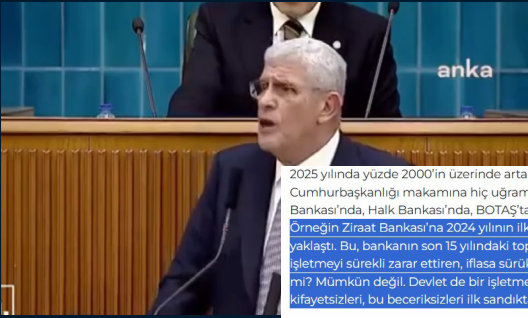 anka
2025 yılında yüzde 2000’in üzerinde arta
Cumhurbaşkanlığı makamına hiç uğram
Bankası’nda, Halk Bankası’nda, BOTAŞ’ta
Örneğin Ziraat Bankası’na 2024 yılının ilk
yaklaştı. Bu, bankanın son 15 yılındaki top
işletmeyi sürekli zarar ettiren, iflasa sürük
mi? Mümkün değil. Devlet de bir işletme
kifayetsizleri, bu beceriksizleri ilk sandıkt